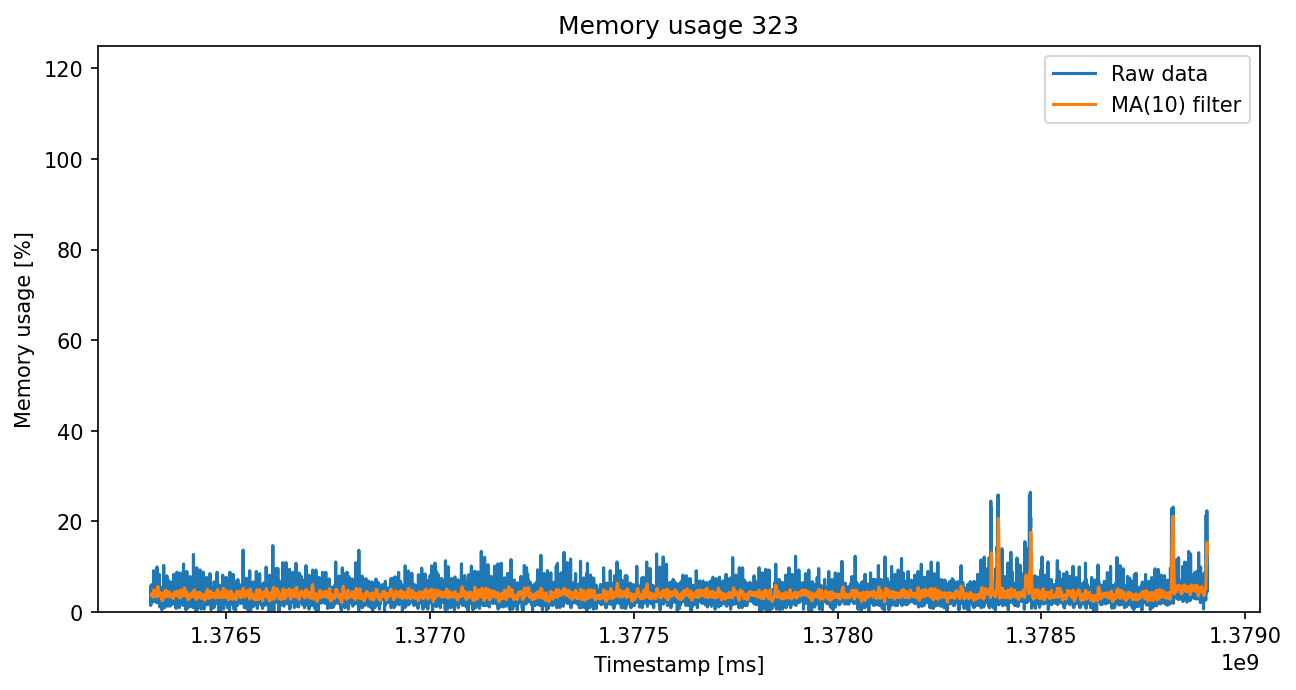 Memory usage 323
Raw data
MA(10) filter
Memory usage [%]
120
100
80
60
40
20
0
1.3765 1.3770 1.3775 1.3780 1.3785 1.3790
1e9
Timestamp [ms]